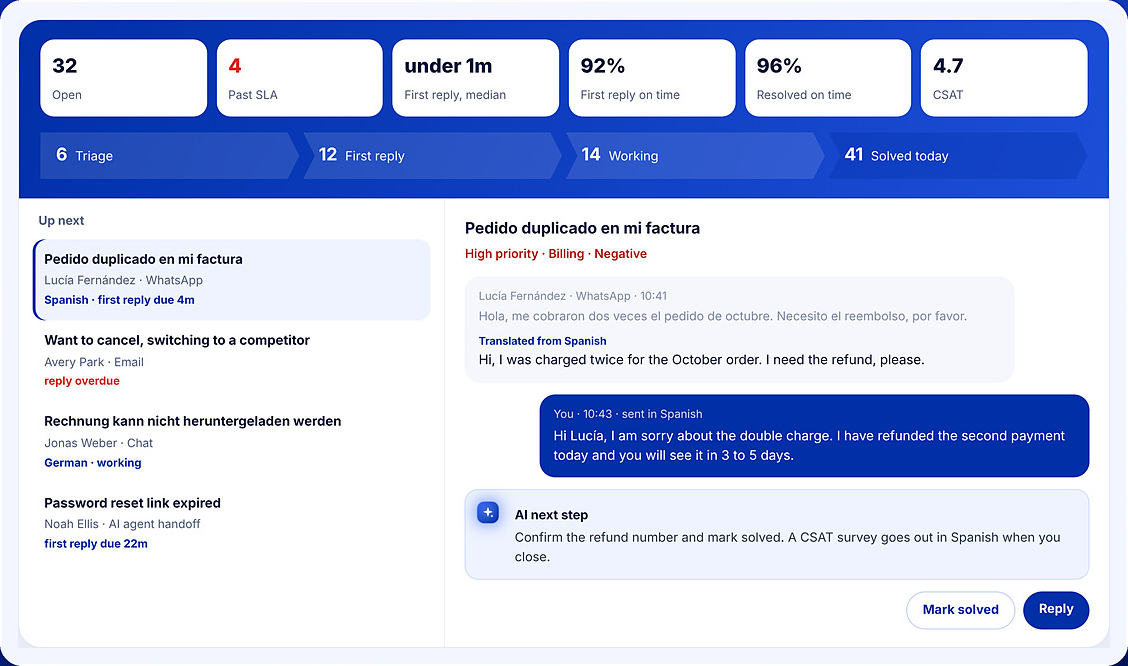 32
Open
4
Past SLA
under 1m
First reply, median
92%
First reply on time
96%
Resolved on time
4.7
CSAT
6 Triage
12 First reply
14 Working
41 Solved today
Up next
Pedido duplicado en mi factura
Lucía Fernández · WhatsApp
Spanish · first reply due 4m
Want to cancel, switching to a competitor
Avery Park · Email
reply overdue
Rechnung kann nicht heruntergeladen werden
Jonas Weber · Chat
German · working
Password reset link expired
Noah Ellis · AI agent handoff
first reply due 22m
Pedido duplicado en mi factura
High priority · Billing · Negative
Lucía Fernández · WhatsApp · 10:41
Hola, me cobraron dos veces el pedido de octubre. Necesito el reembolso, por favor.
Translated from Spanish
Hi, I was charged twice for the October order. I need the refund, please.
You · 10:43 · sent in Spanish
Hi Lucía, I am sorry about the double charge. I have refunded the second payment
today and you will see it in 3 to 5 days.
AI next step
Confirm the refund number and mark solved. A CSAT survey goes out in Spanish when you
close.
Mark solved
Reply